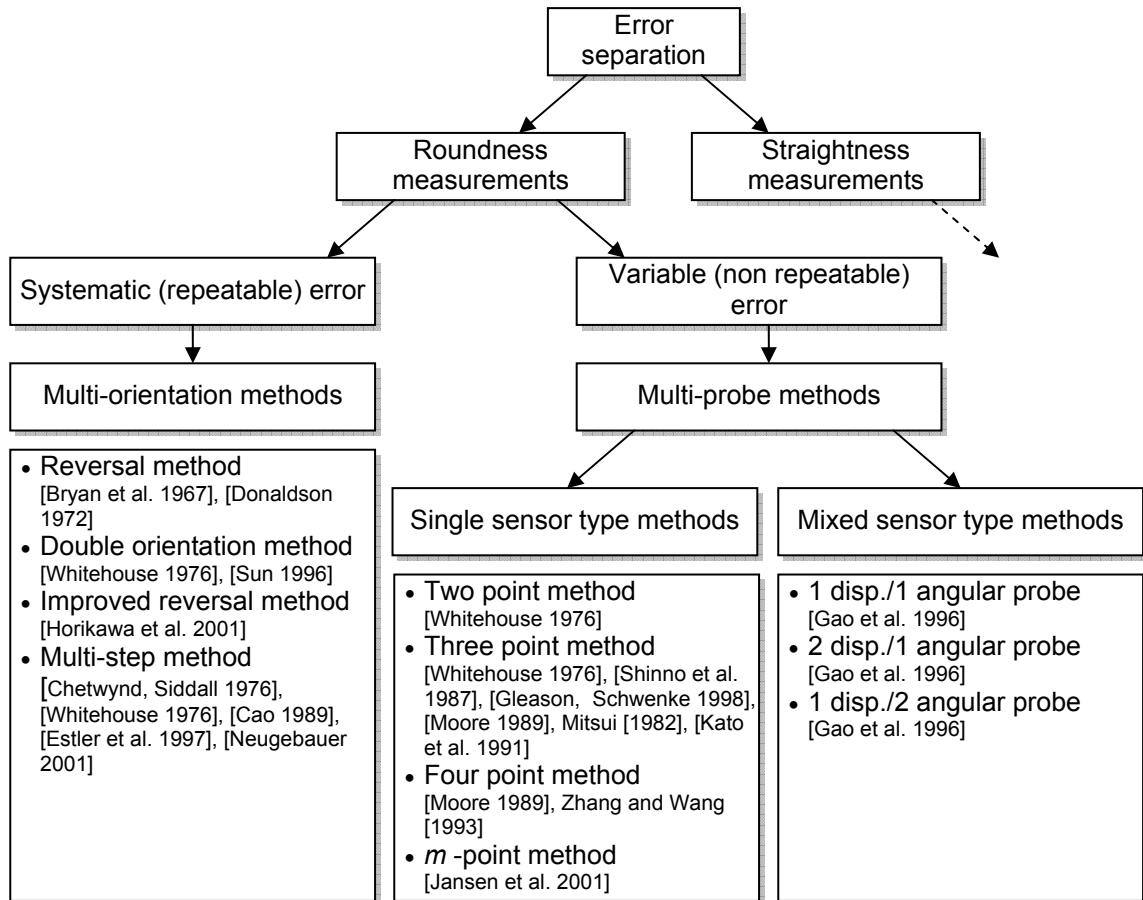 Error
separation
Roundness
measurements
Straightness
measurements
Systematic (repeatable) error
Variable (non repeatable)
error
Multi-orientation methods
Multi-probe methods
• Reversal method
[Bryan et al. 1967], [Donaldson
1972]
• Double orientation method
[Whitehouse 1976], [Sun 1996]
• Improved reversal method
[Horikawa et al. 2001]
• Multi-step method
[Chetwynd, Siddall 1976],
[Whitehouse 1976], [Cao 1989],
[Estler et al. 1997], [Neugebauer
2001]
Single sensor type methods
Mixed sensor type methods
• Two point method
[Whitehouse 1976]
• Three point method
[Whitehouse 1976], [Shinno et al.
1987], [Gleason, Schwenke 1998],
[Moore 1989], Mitsui [1982], [Kato
et al. 1991]
• Four point method
[Moore 1989], Zhang and Wang
[1993]
• m -point method
[Jansen et al. 2001]
• 1 disp./1 angular probe
[Gao et al. 1996]
• 2 disp./1 angular probe
[Gao et al. 1996]
• 1 disp./2 angular probe
[Gao et al. 1996]